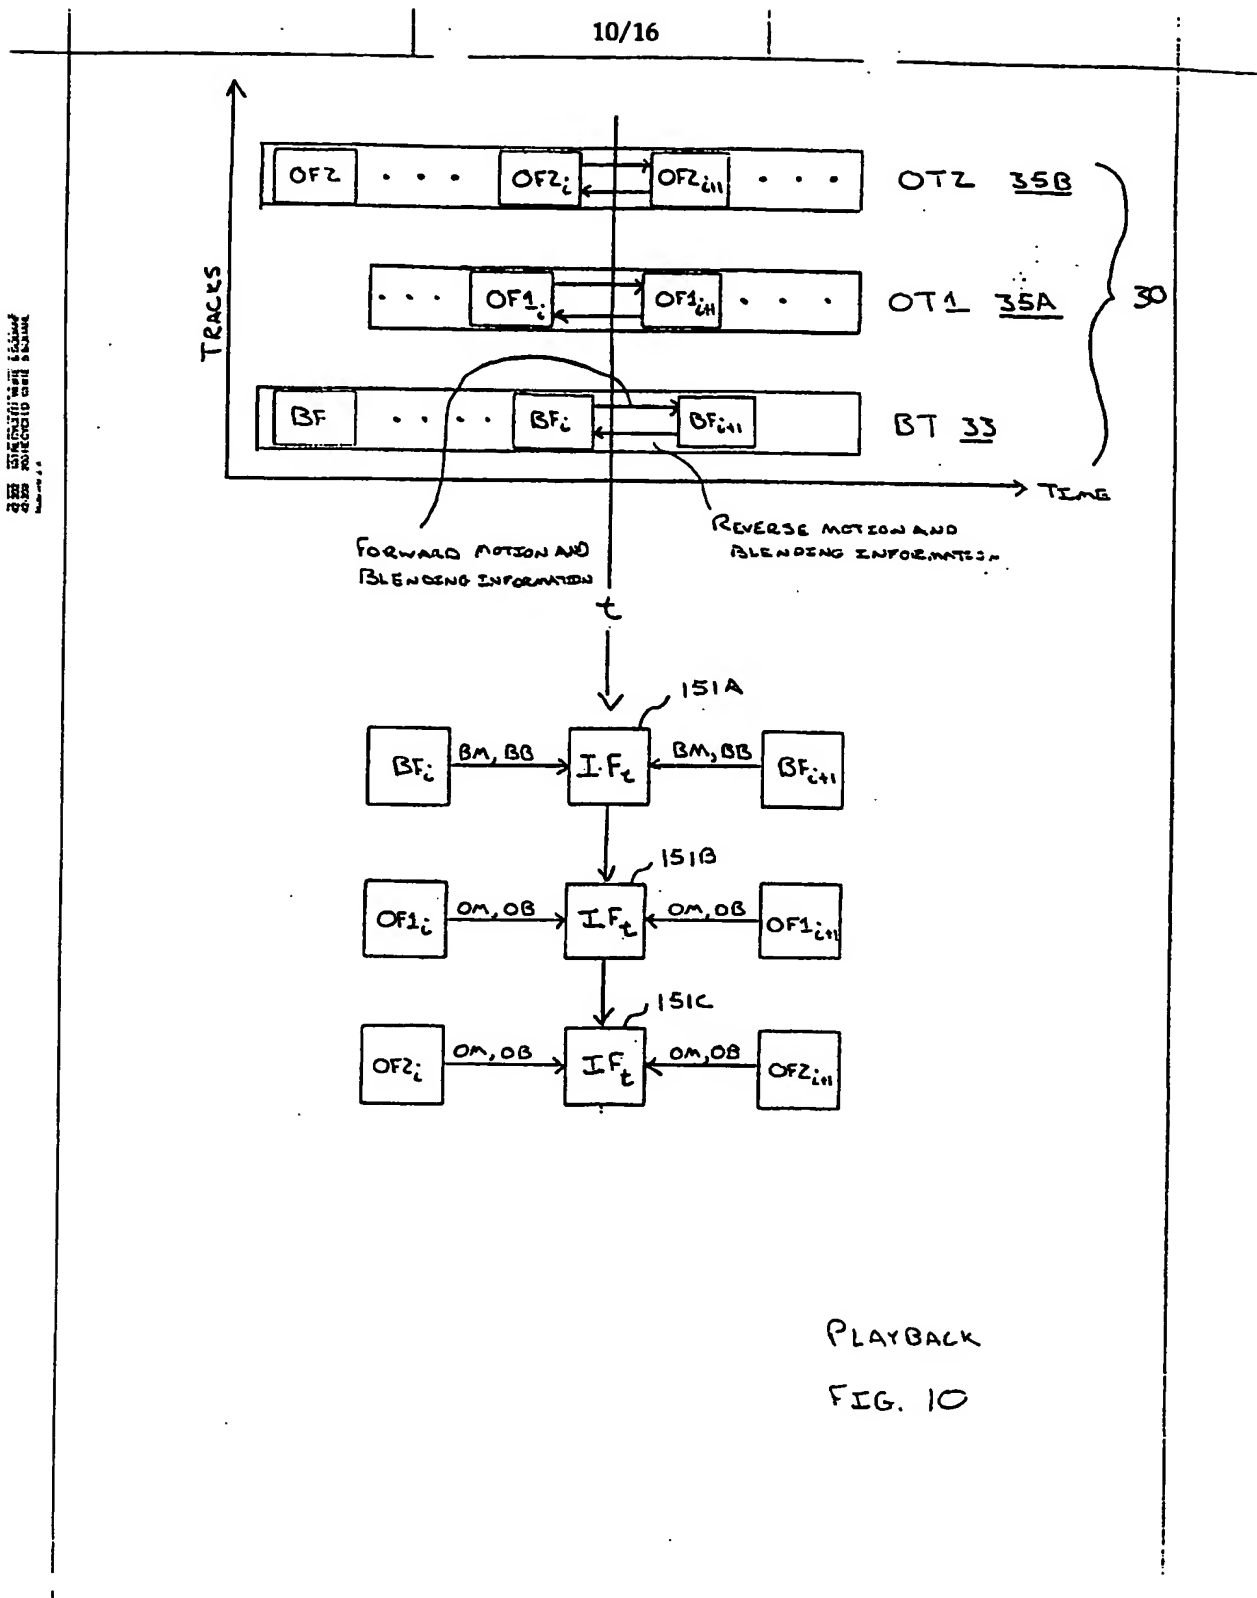 10/16
TRACKS
OF2 . . . OF2i OF2i+1 . . . OT2 35B
. . . OF1i OF1i+1 . . . OT1 35A
30
BF . . . . BFi BFi+1 BT 33
TIME
FORWARD MOTION AND
BLENDING INFORMATION
REVERSE MOTION AND
BLENDING INFORMATION
t
151A
BFi BM, BB I.Ft BM, BB BFi+1
151B
OF1i OM, OB IFt OM, OB OF1i+1
151C
OF2i OM, OB IFt OM, OB OF2i+1
PLAYBACK
FIG. 10